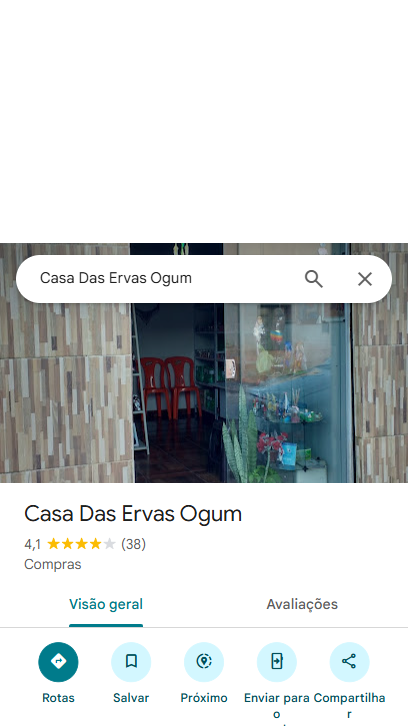 Casa Das Ervas Ogum
Casa Das Ervas Ogum
4,1 (38)
Compras
Visão geral Avaliações
Rotas Salvar Próximo Enviar para Compartilha
o r